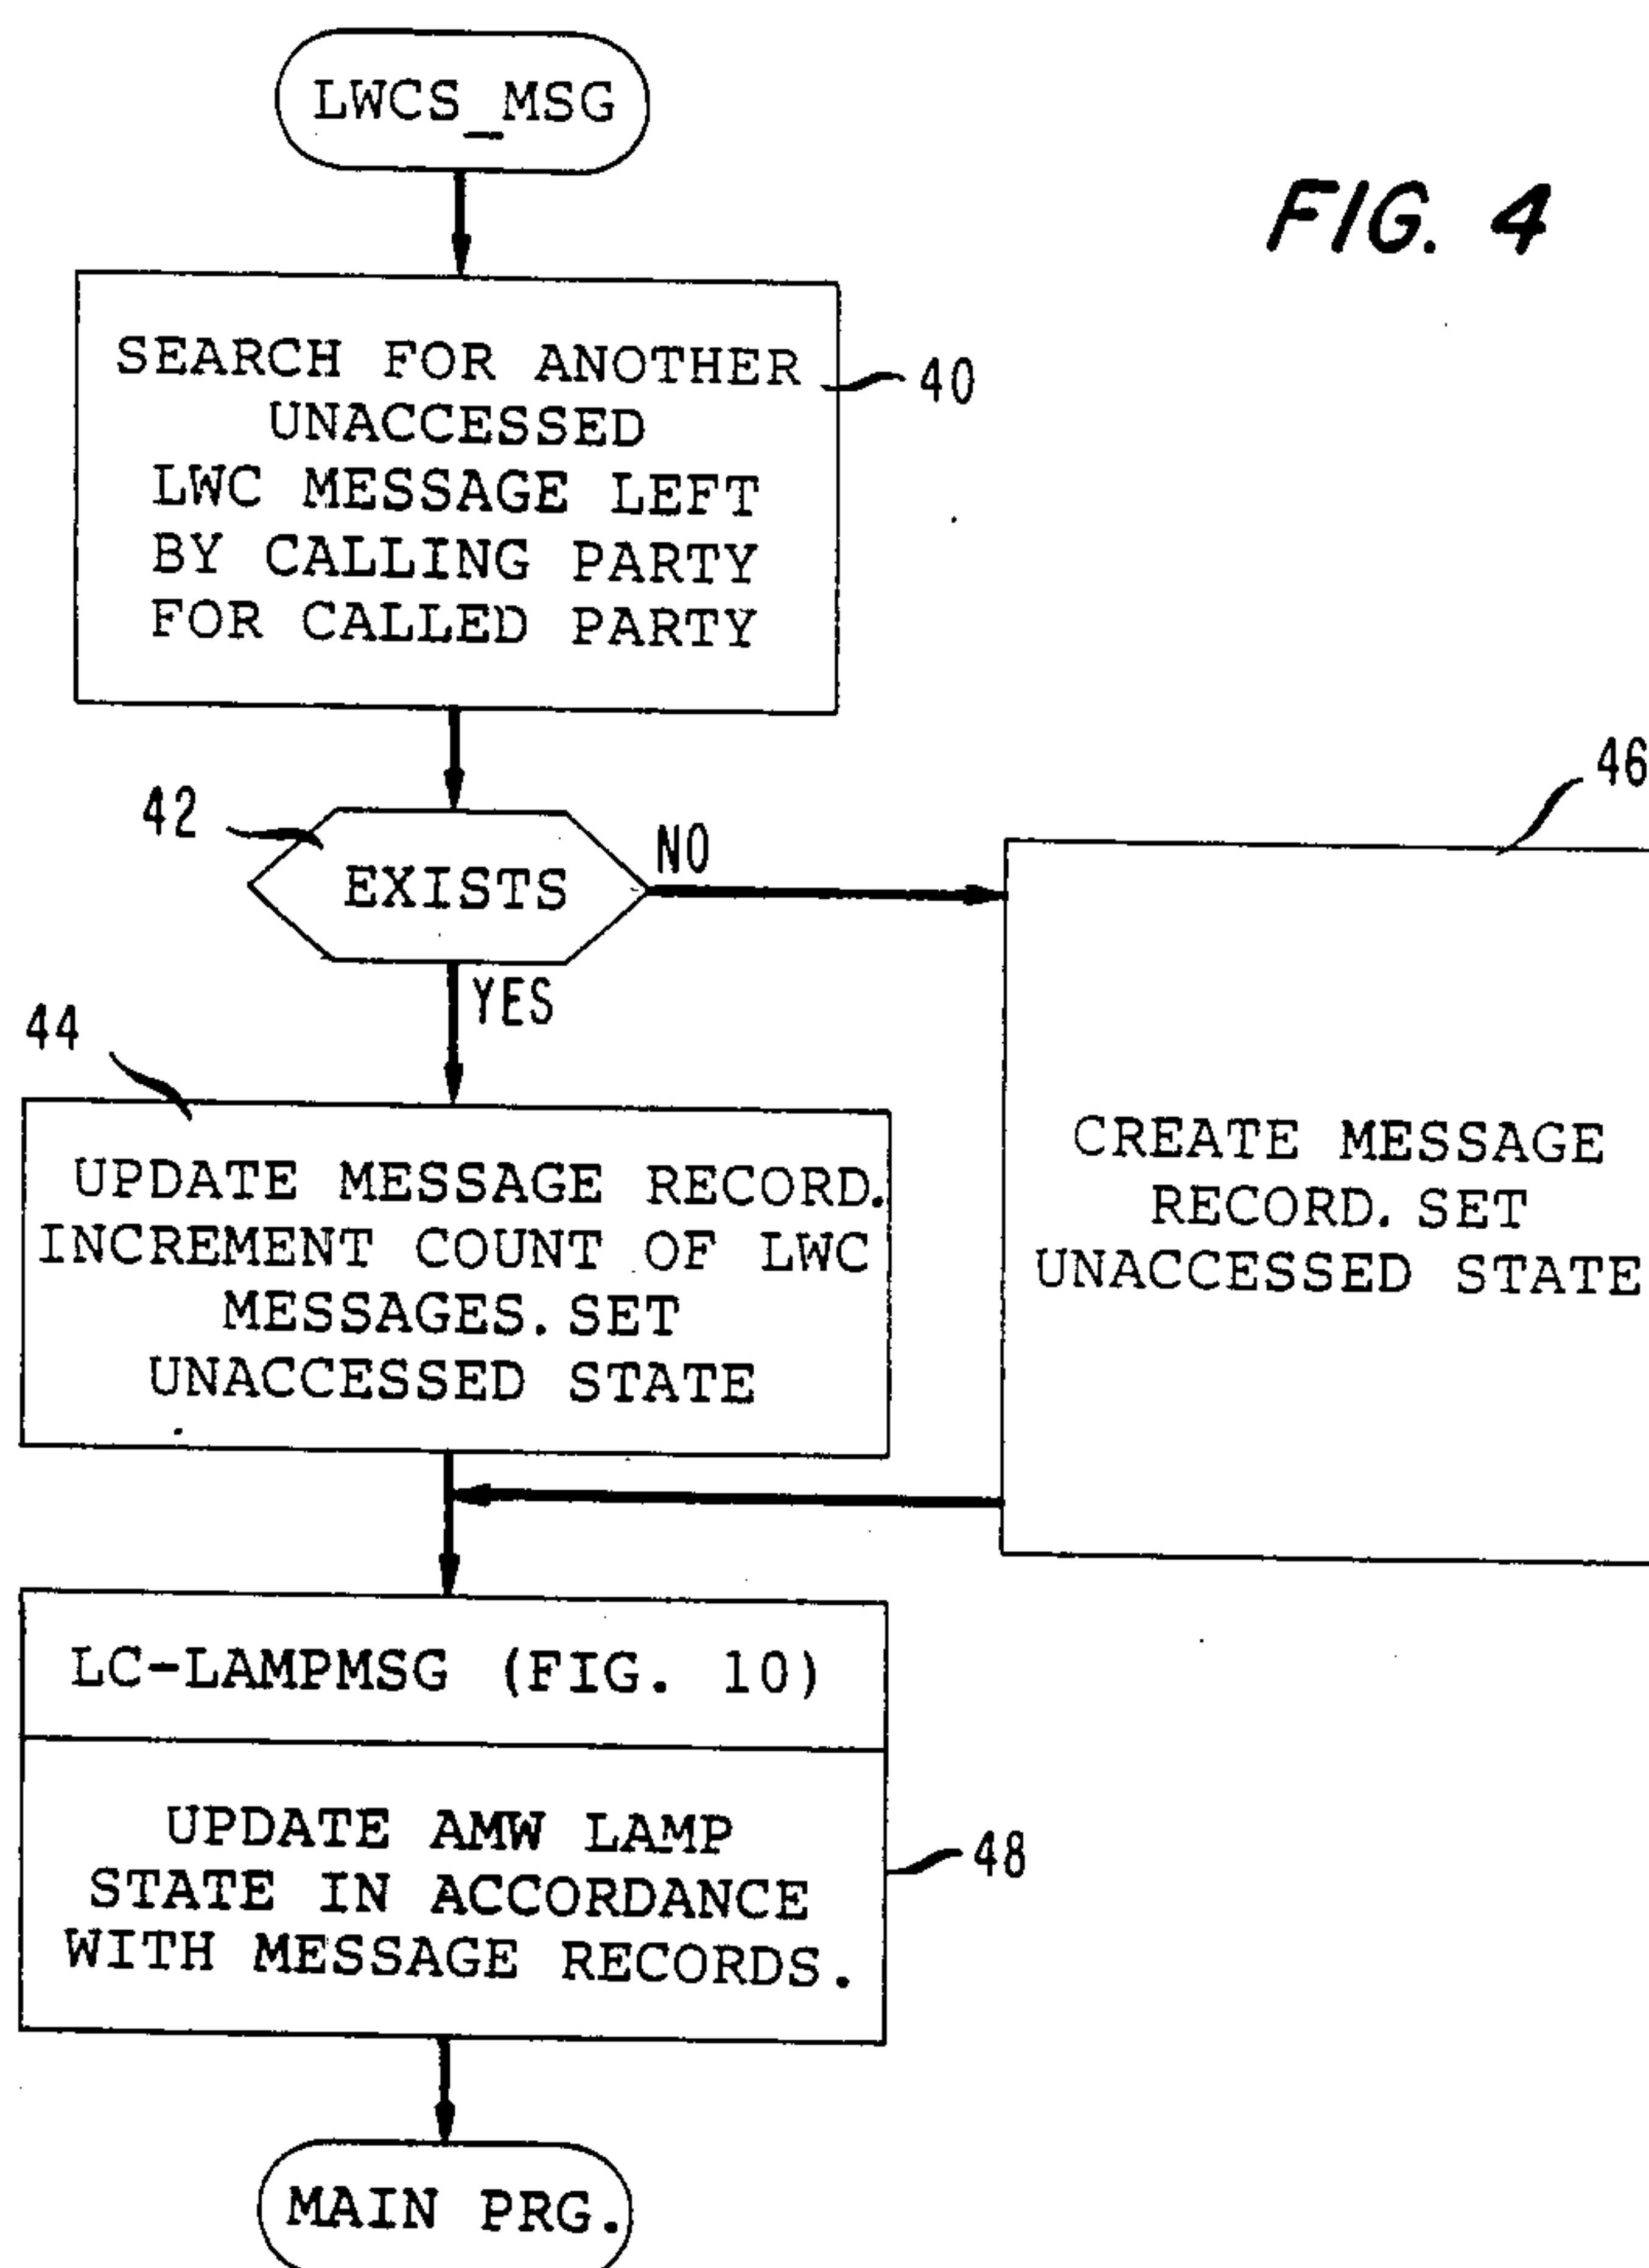 LWCS_MSG
FIG. 4
SEARCH FOR ANOTHER
UNACCESSED
LWC MESSAGE LEFT
BY CALLING PARTY
FOR CALLED PARTY
40
42
EXISTS
NO
YES
46
CREATE MESSAGE
RECORD. SET
UNACCESSED STATE
44
UPDATE MESSAGE RECORD.
INCREMENT COUNT OF LWC
MESSAGES. SET
UNACCESSED STATE
LC-LAMPMSG (FIG. 10)
UPDATE AMW LAMP
STATE IN ACCORDANCE
WITH MESSAGE RECORDS.
48
MAIN PRG.